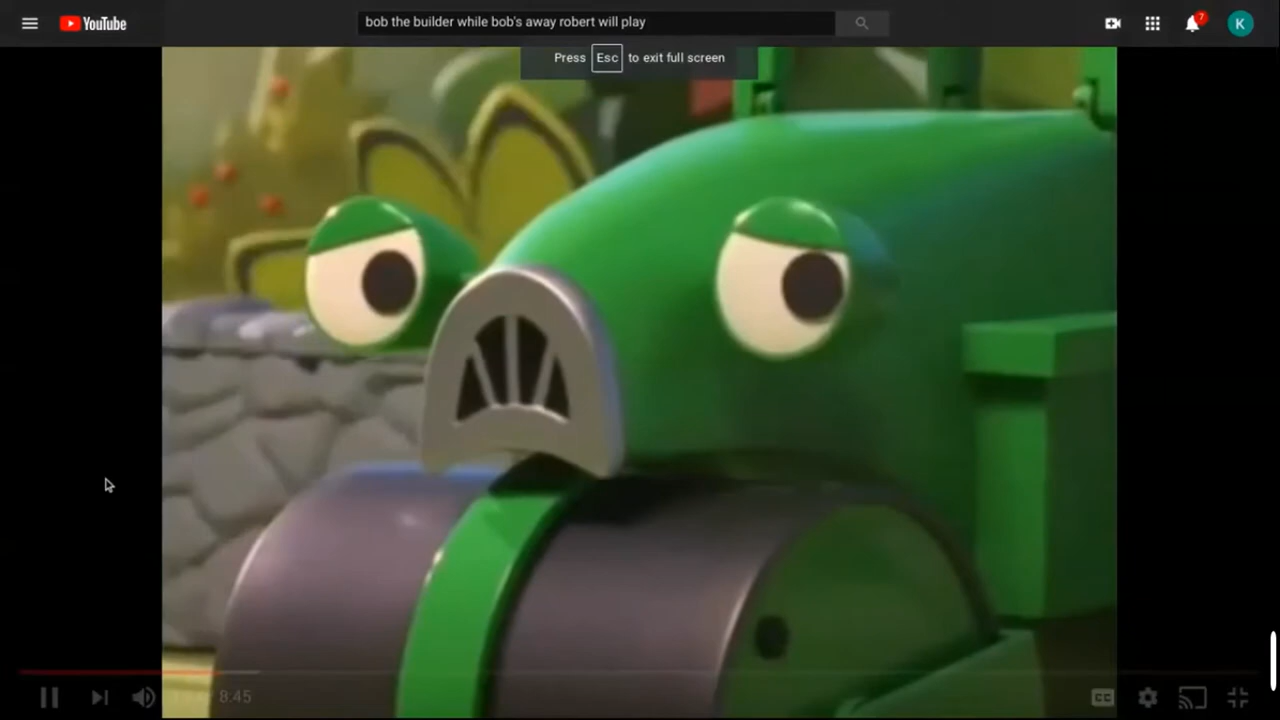 YouTube
bob the builder while bob's away robert will play
7
K
Press Esc to exit full screen
8:45
CC